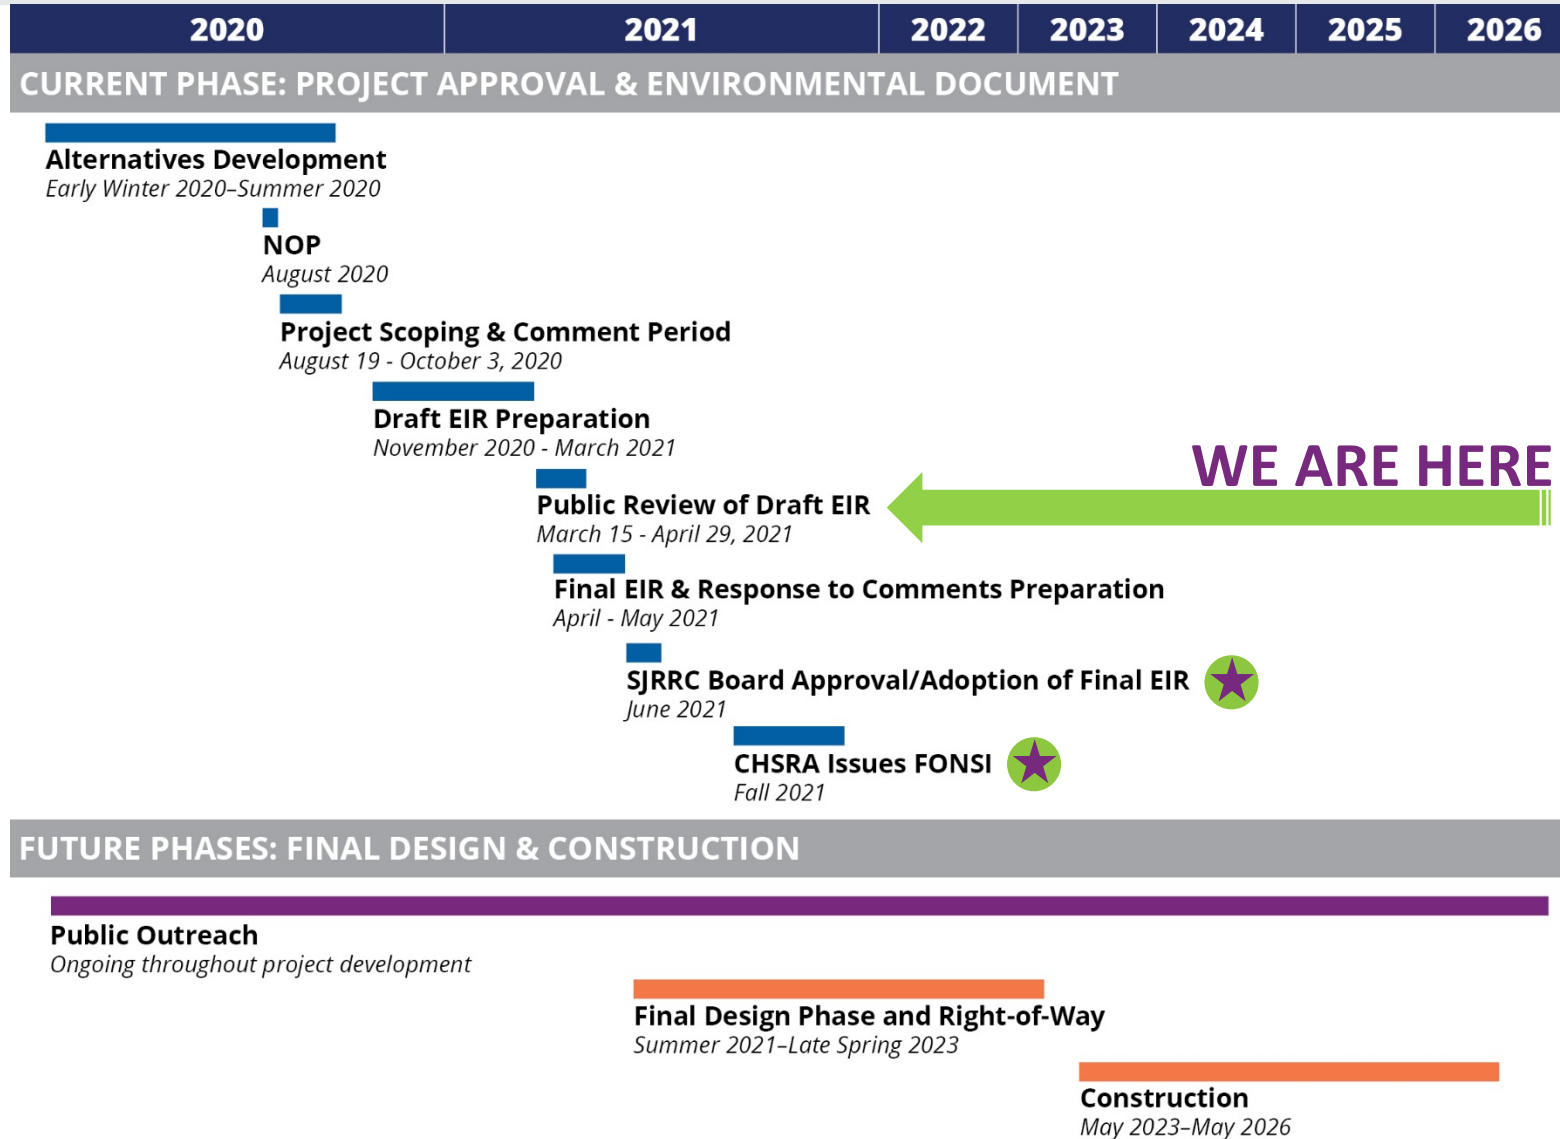 2020 2021 2022 2023 2024 2025 2026
CURRENT PHASE: PROJECT APPROVAL & ENVIRONMENTAL DOCUMENT
Alternatives Development
Early Winter 2020–Summer 2020
NOP
August 2020
Project Scoping & Comment Period
August 19 - October 3, 2020
Draft EIR Preparation
November 2020 - March 2021
WE ARE HERE
Public Review of Draft EIR
March 15 - April 29, 2021
Final EIR & Response to Comments Preparation
April - May 2021
SJRRC Board Approval/Adoption of Final EIR
June 2021
CHSRA Issues FONSI
Fall 2021
FUTURE PHASES: FINAL DESIGN & CONSTRUCTION
Public Outreach
Ongoing throughout project development
Final Design Phase and Right-of-Way
Summer 2021–Late Spring 2023
Construction
May 2023–May 2026